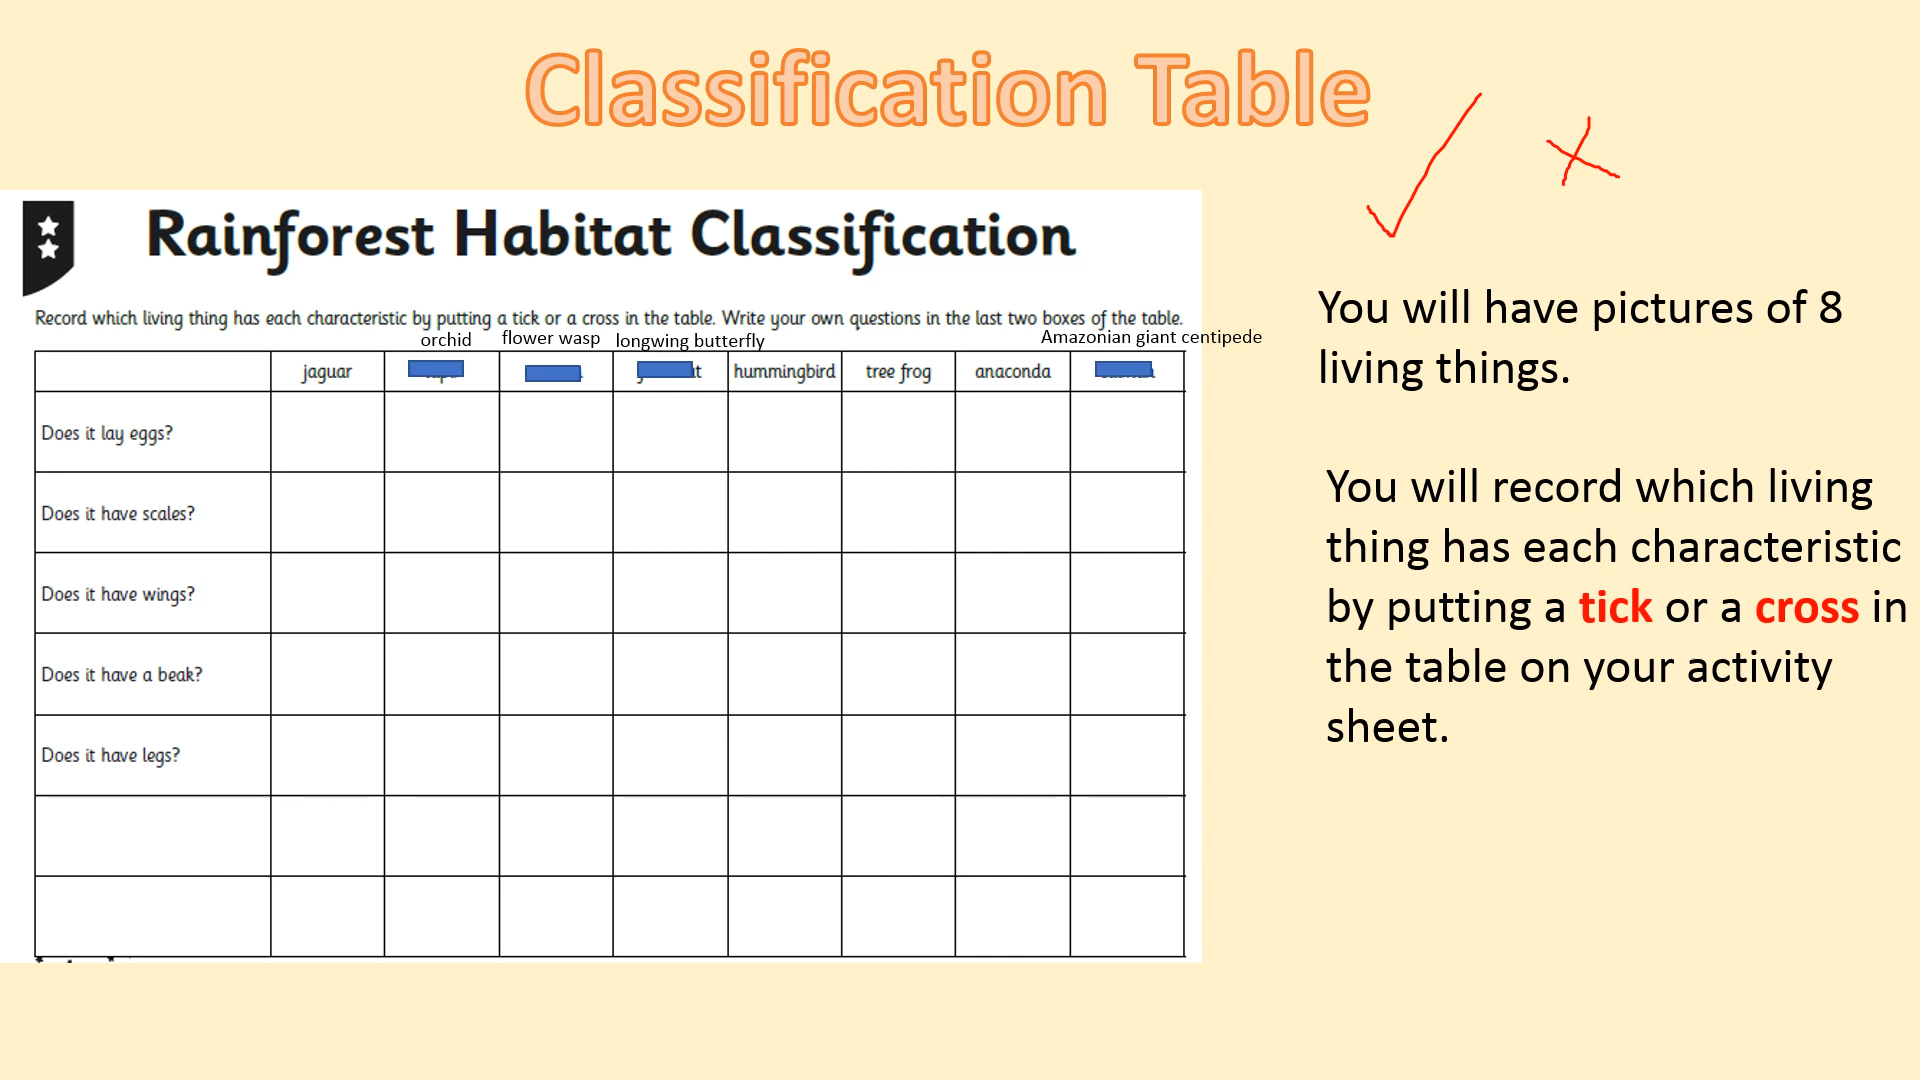 Classification Table
Rainforest Habitat Classification
Record which living thing has each characteristic by putting a tick or a cross in the table. Write your own questions in the last two boxes of the table.
orchid flower wasp longwing butterfly Amazonian giant centipede
jaguar hummingbird tree frog anaconda
Does it lay eggs?
Does it have scales?
Does it have wings?
Does it have a beak?
Does it have legs?
You will have pictures of 8
living things.
You will record which living
thing has each characteristic
by putting a tick or a cross in
the table on your activity
sheet.